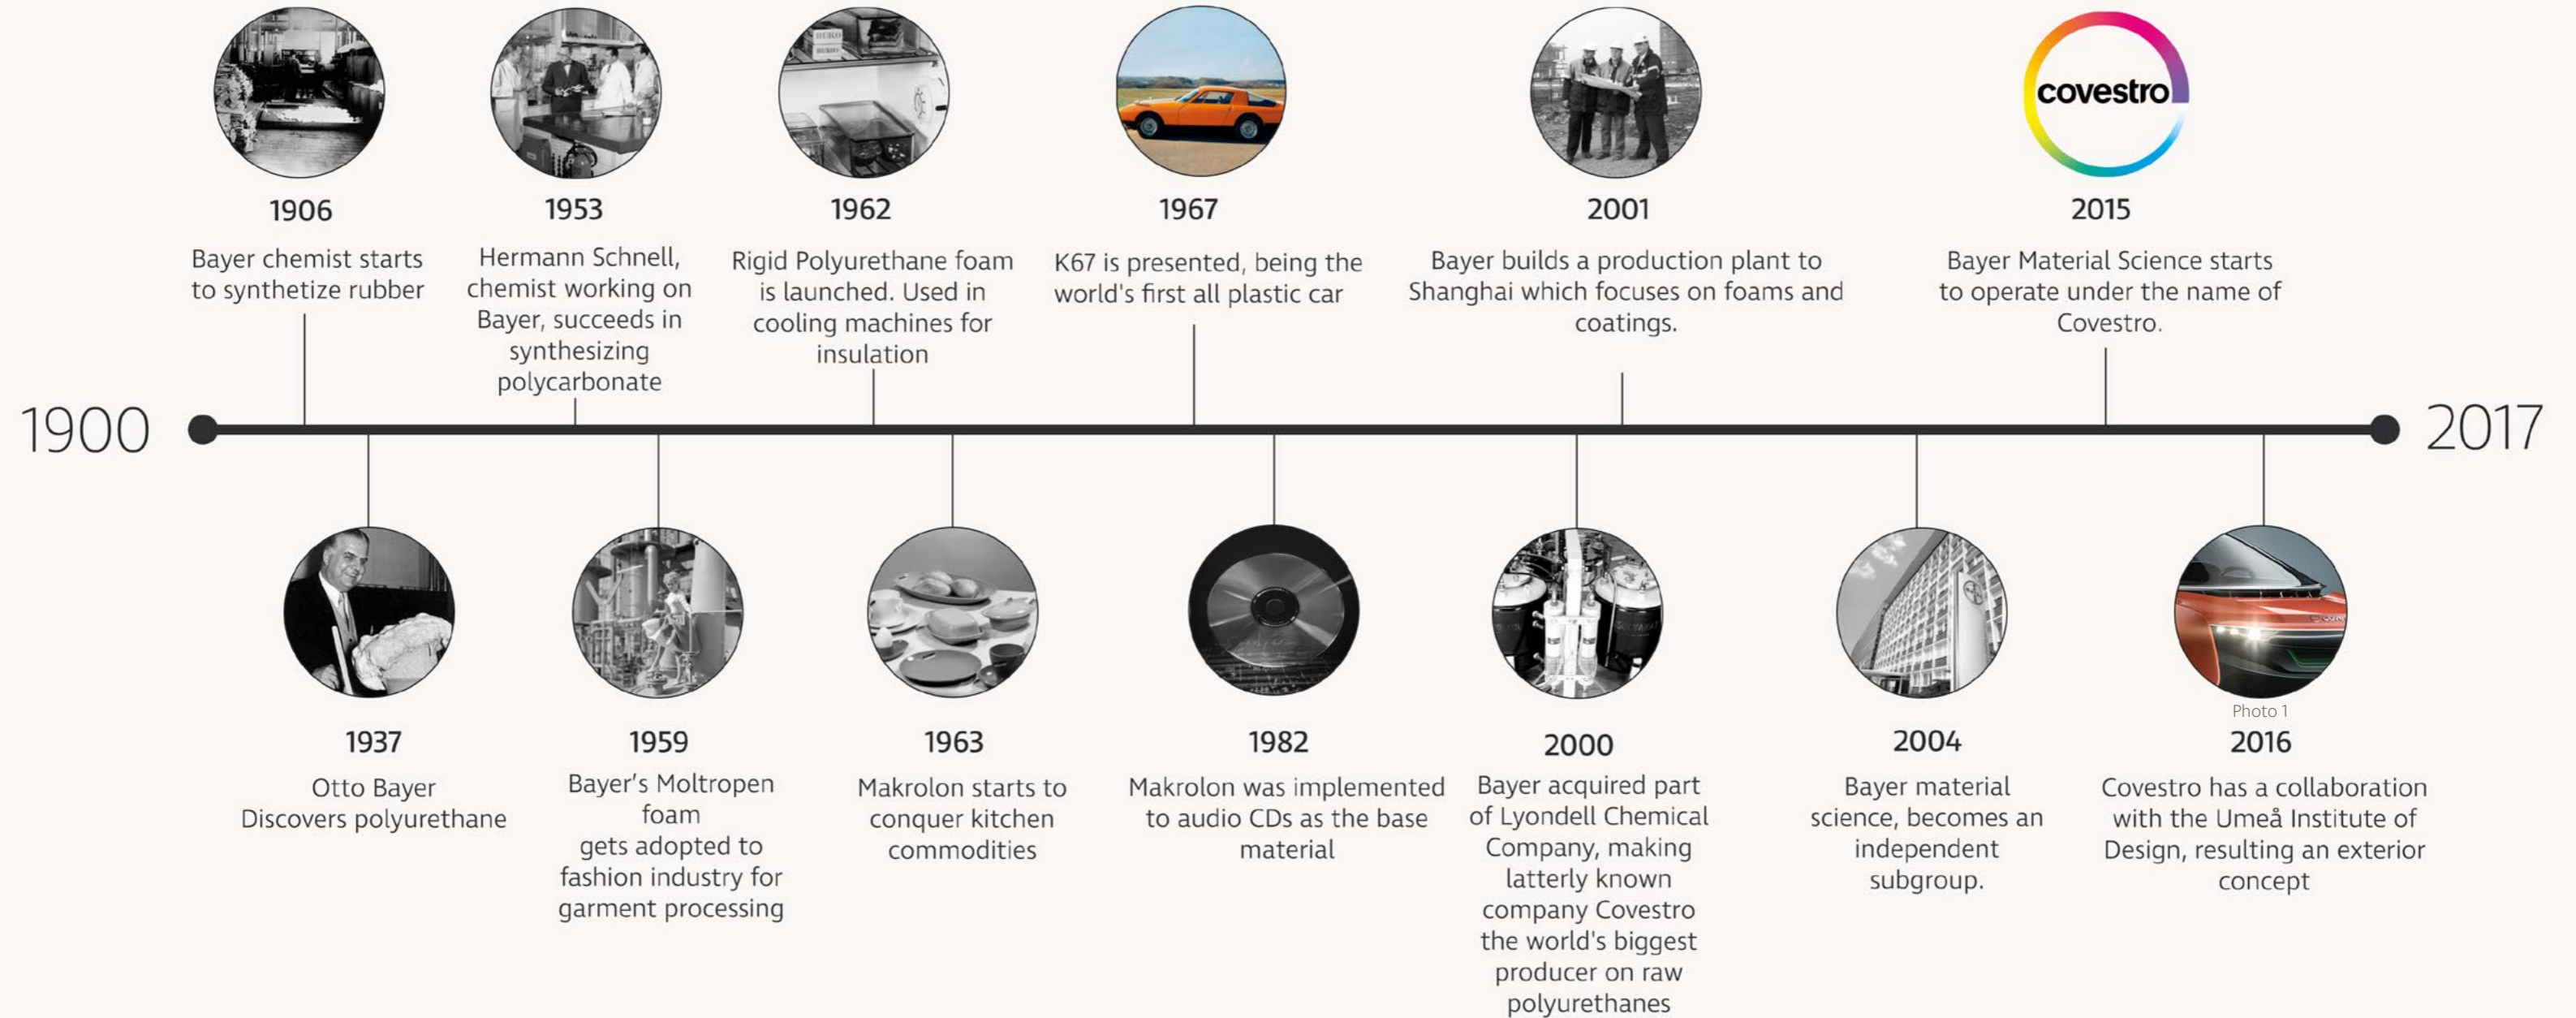 covestro
1906
Bayer chemist starts
to synthetize rubber
1953
Hermann Schnell,
chemist working on
Bayer, succeeds in
synthesizing
polycarbonate
1962
Rigid Polyurethane foam
is launched. Used in
cooling machines for
insulation
1967
K67 is presented, being the
world's first all plastic car
2001
Bayer builds a production plant to
Shanghai which focuses on foams and
coatings.
2015
Bayer Material Science starts
to operate under the name of
Covestro.
1900
2017
1937
Otto Bayer
Discovers polyurethane
1959
Bayer's Moltropen
foam
gets adopted to
fashion industry for
garment processing
1963
Makrolon starts to
conquer kitchen
commodities
1982
Makrolon was implemented
to audio CDs as the base
material
2000
Bayer acquired part
of Lyondell Chemical
Company, making
latterly known
company Covestro
the world's biggest
producer on raw
polyurethanes
2004
Bayer material
science, becomes an
independent
subgroup.
Photo 1
2016
Covestro has a collaboration
with the Umeå Institute of
Design, resulting an exterior
concept